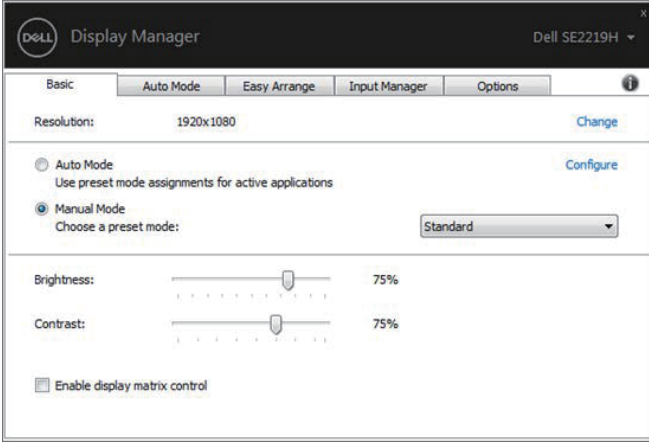 x
DELL Display Manager Dell SE2219H
Basic Auto Mode Easy Arrange Input Manager Options i
Resolution: 1920x1080 Change
Auto Mode Configure
Use preset mode assignments for active applications
Manual Mode
Choose a preset mode: Standard
Brightness: 75%
Contrast: 75%
Enable display matrix control